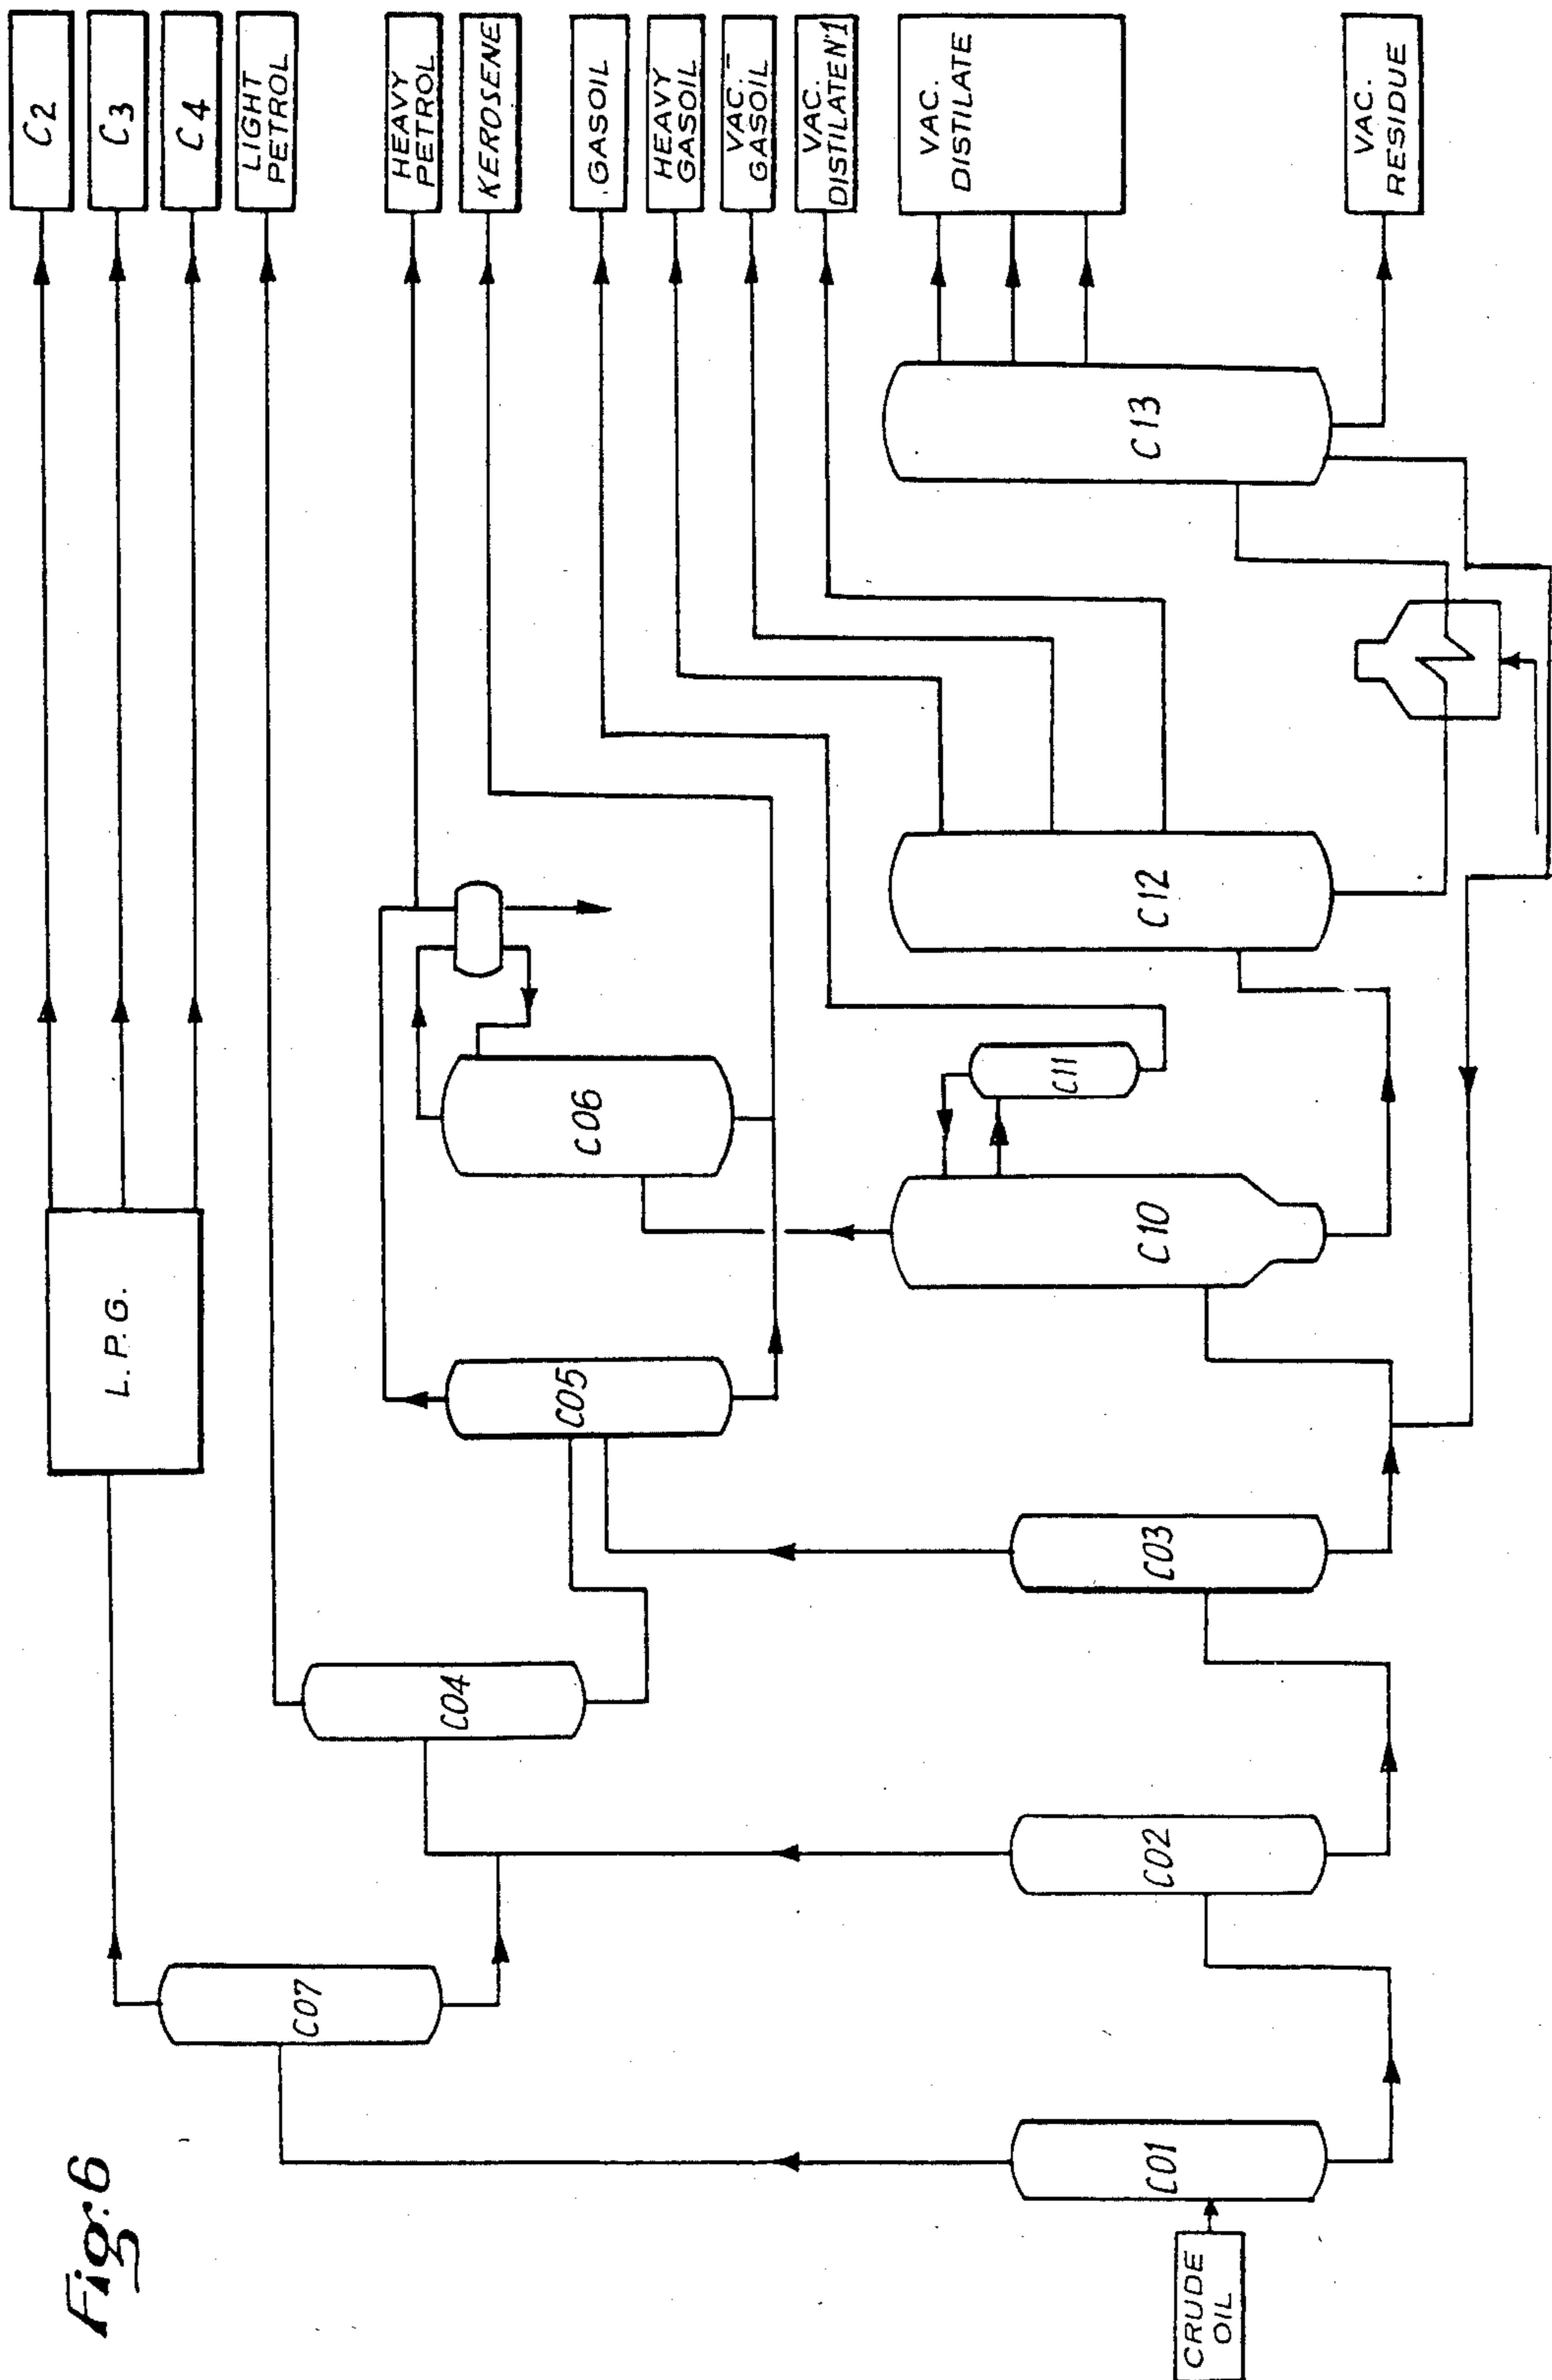 Fig. 6
C2
C3
C4
LIGHT
PETROL
HEAVY
PETROL
KEROSENE
GASOIL
HEAVY
GASOIL
VAC.
GASOIL
VAC.
DISTILATEN'1
VAC.
DISTILATE
VAC.
RESIDUE
L.P.G.
C07
C04
C05
C06
C01
C02
C03
C10
C11
C12
C13
CRUDE
OIL